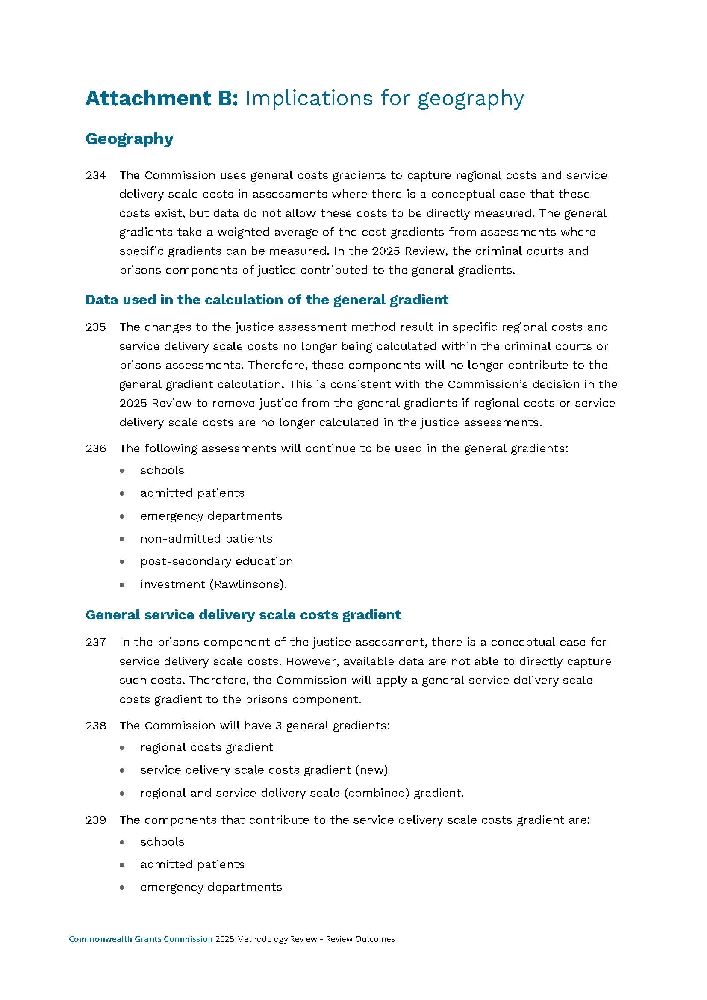 Attachment B: Implications for geography
Geography
234 The Commission uses general costs gradients to capture regional costs and service
delivery scale costs in assessments where there is a conceptual case that these
costs exist, but data do not allow these costs to be directly measured. The general
gradients take a weighted average of the cost gradients from assessments where
specific gradients can be measured. In the 2025 Review, the criminal courts and
prisons components of justice contributed to the general gradients.
Data used in the calculation of the general gradient
235 The changes to the justice assessment method result in specific regional costs and
service delivery scale costs no longer being calculated within the criminal courts or
prisons assessments. Therefore, these components will no longer contribute to the
general gradient calculation. This is consistent with the Commission’s decision in the
2025 Review to remove justice from the general gradients if regional costs or service
delivery scale costs are no longer calculated in the justice assessments.
236 The following assessments will continue to be used in the general gradients:
• schools
• admitted patients
• emergency departments
• non-admitted patients
• post-secondary education
• investment (Rawlinsons).
General service delivery scale costs gradient
237 In the prisons component of the justice assessment, there is a conceptual case for
service delivery scale costs. However, available data are not able to directly capture
such costs. Therefore, the Commission will apply a general service delivery scale
costs gradient to the prisons component.
238 The Commission will have 3 general gradients:
• regional costs gradient
• service delivery scale costs gradient (new)
• regional and service delivery scale (combined) gradient.
239 The components that contribute to the service delivery scale costs gradient are:
• schools
• admitted patients
• emergency departments
Commonwealth Grants Commission 2025 Methodology Review – Review Outcomes